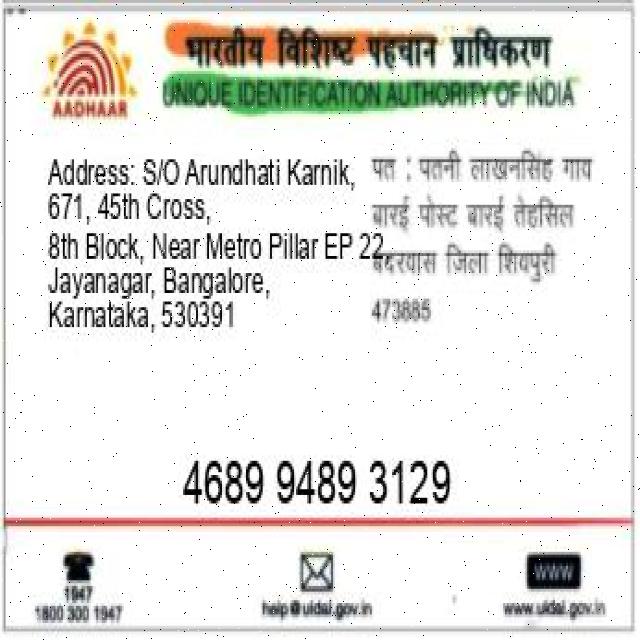 भारतीय विशिष्ट पहचान प्राधिकरण
AADHAAR
UNIQUE IDENTIFICATION AUTHORITY OF INDIA
Address: S/O Arundhati Karnik,
671, 45th Cross,
8th Block, Near Metro Pillar EP 22,
Jayanagar, Bangalore,
Karnataka, 530391
पत : पतनी लाखनसिंह गाय
बारई पोस्ट बारई तेहसिल
बदरवास जिला शिवपुरी
473885
4689 9489 3129
1947
1800 300 1947
help@uidai.gov.in
www
www.uidai.gov.in